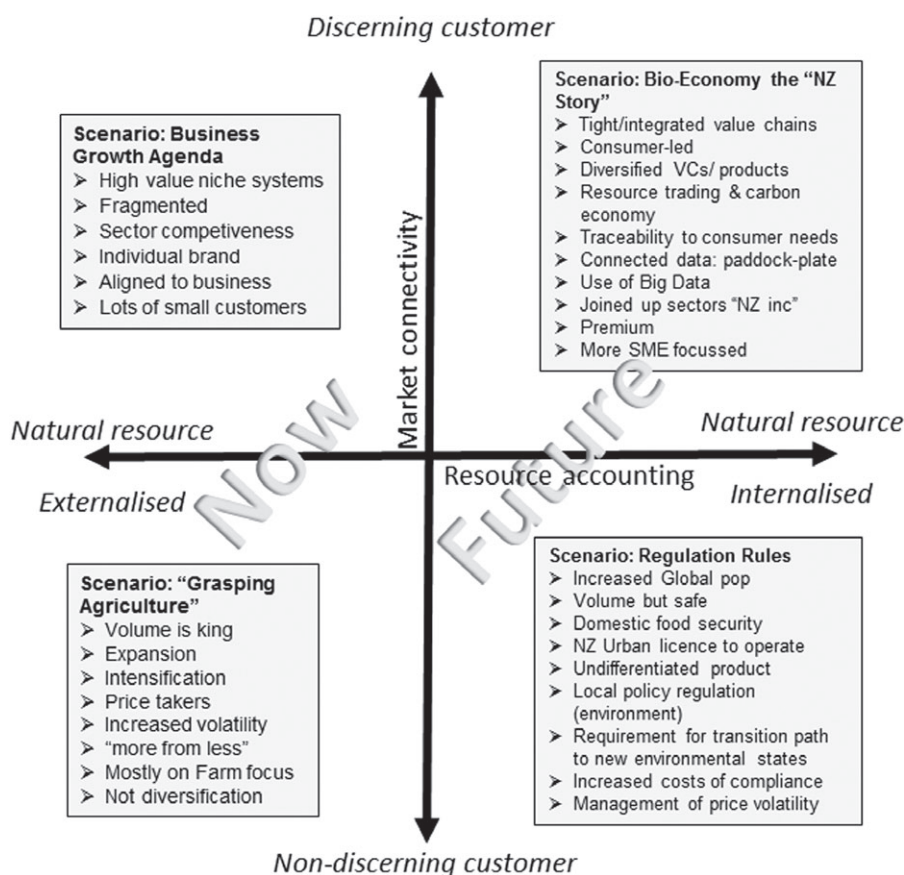 Discerning customer
Scenario: Business
Growth Agenda
➤ High value niche systems
➤ Fragmented
➤ Sector competiveness
➤ Individual brand
➤ Aligned to business
➤ Lots of small customers
Scenario: Bio-Economy the “NZ
Story”
➤ Tight/integrated value chains
➤ Consumer-led
➤ Diversified VCs/ products
➤ Resource trading & carbon
economy
➤ Traceability to consumer needs
➤ Connected data: paddock-plate
➤ Use of Big Data
➤ Joined up sectors “NZ inc”
➤ Premium
➤ More SME focussed
Market connectivity
Now
Future
Natural resource
Externalised
Resource accounting
Natural resource
Internalised
Scenario: “Grasping
Agriculture”
➤ Volume is king
➤ Expansion
➤ Intensification
➤ Price takers
➤ Increased volatility
➤ “more from less”
➤ Mostly on Farm focus
➤ Not diversification
Scenario: Regulation Rules
➤ Increased Global pop
➤ Volume but safe
➤ Domestic food security
➤ NZ Urban licence to operate
➤ Undifferentiated product
➤ Local policy regulation
(environment)
➤ Requirement for transition path
to new environmental states
➤ Increased costs of compliance
➤ Management of price volatility
Non-discerning customer